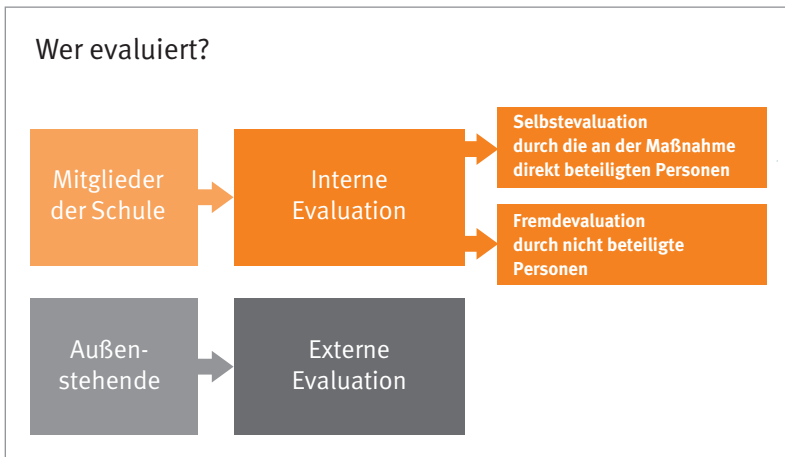 Wer evaluiert?
Mitglieder
der Schule
Interne
Evaluation
Selbstevaluation
durch die an der Maßnahme
direkt beteiligten Personen
Fremdevaluation
durch nicht beteiligte
Personen
Außen-
stehende
Externe
Evaluation